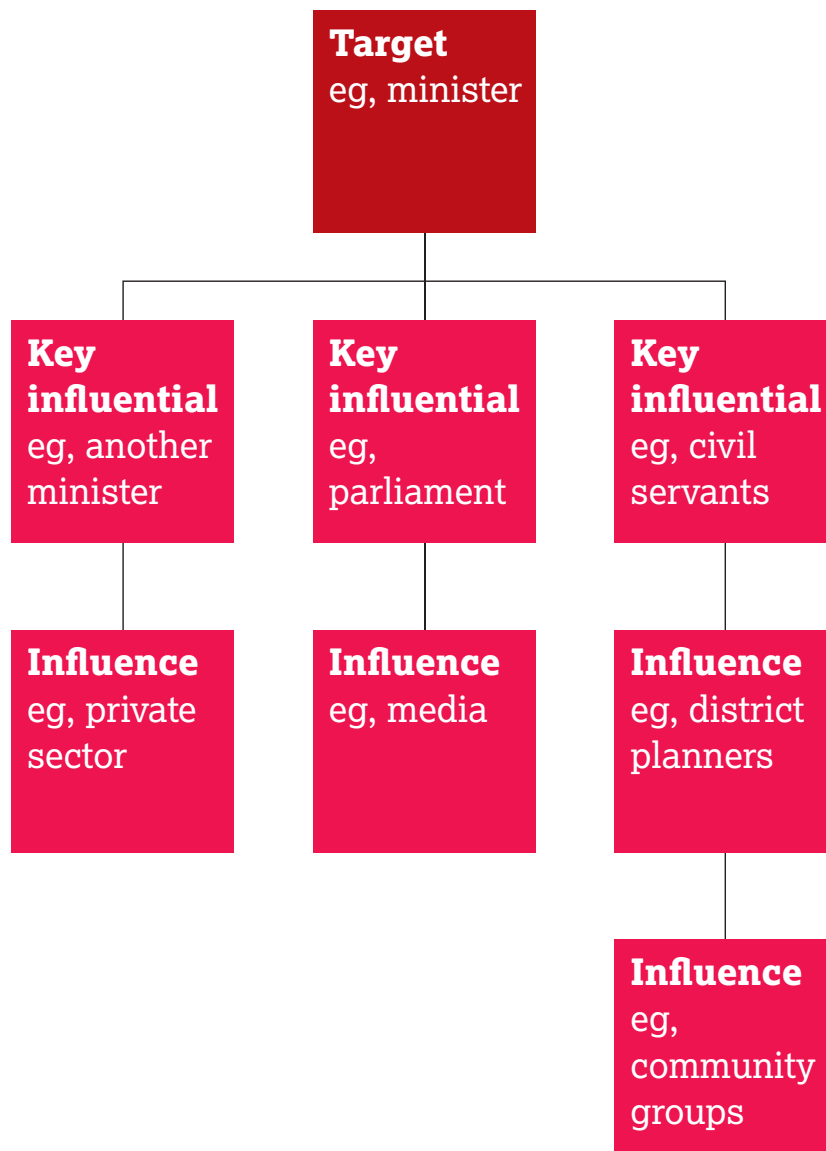 Target
eg, minister
Key
influential
eg, another
minister
Key
influential
eg,
parliament
Key
influential
eg, civil
servants
Influence
eg, private
sector
Influence
eg, media
Influence
eg, district
planners
Influence
eg,
community
groups